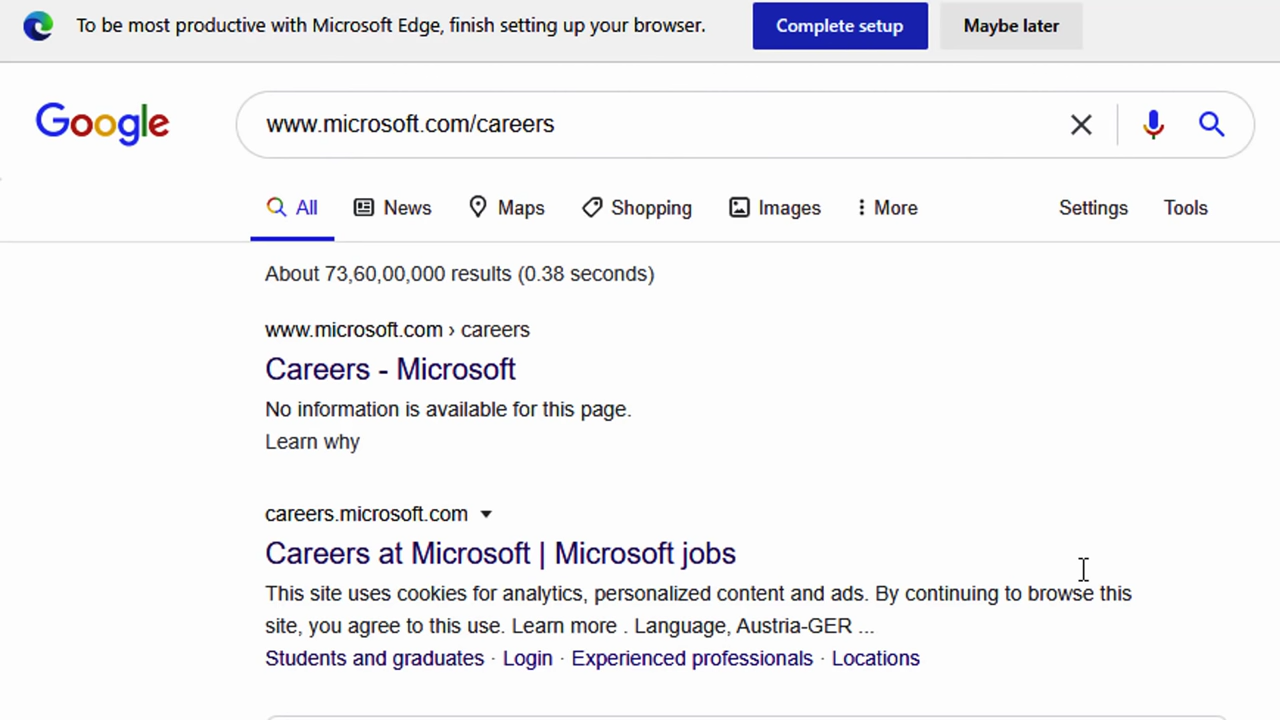 To be most productive with Microsoft Edge, finish setting up your browser. Complete setup Maybe later
Google www.microsoft.com/careers
All News Maps Shopping Images More Settings Tools
About 73,60,00,000 results (0.38 seconds)
www.microsoft.com › careers
Careers - Microsoft
No information is available for this page.
Learn why
careers.microsoft.com
Careers at Microsoft | Microsoft jobs
This site uses cookies for analytics, personalized content and ads. By continuing to browse this
site, you agree to this use. Learn more . Language, Austria-GER ...
Students and graduates · Login · Experienced professionals · Locations